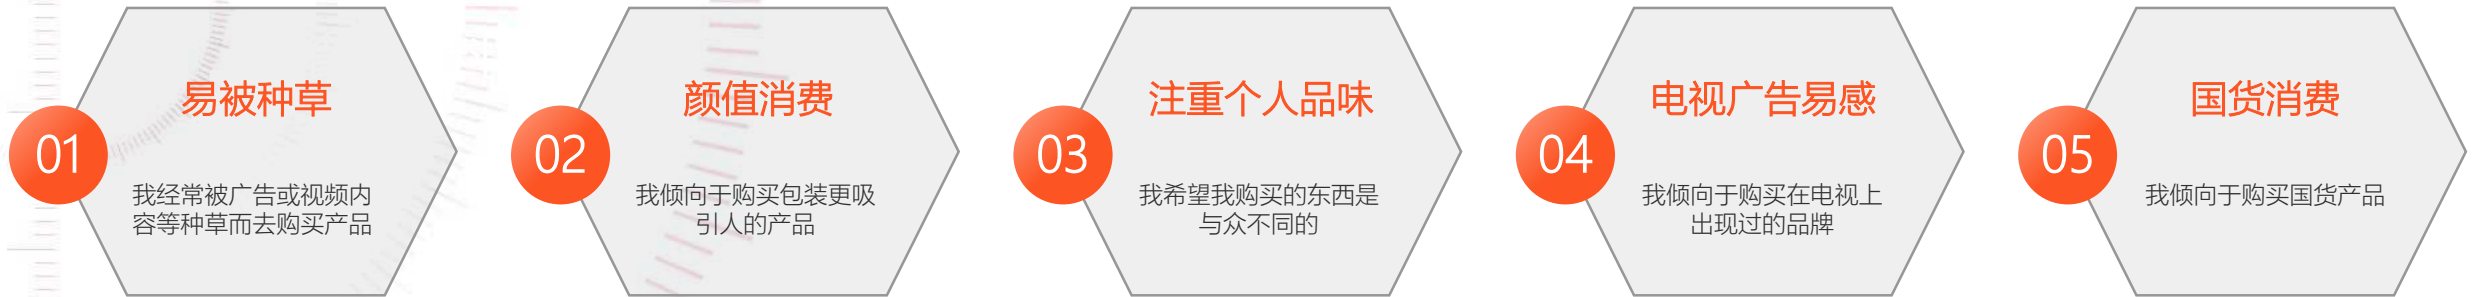 01
易被种草
我经常被广告或视频内
容等种草而去购买产品
02
颜值消费
我倾向于购买包装更吸
引人的产品
03
注重个人品味
我希望我购买的东西是
与众不同的
04
电视广告易感
我倾向于购买在电视上
出现过的品牌
05
国货消费
我倾向于购买国货产品